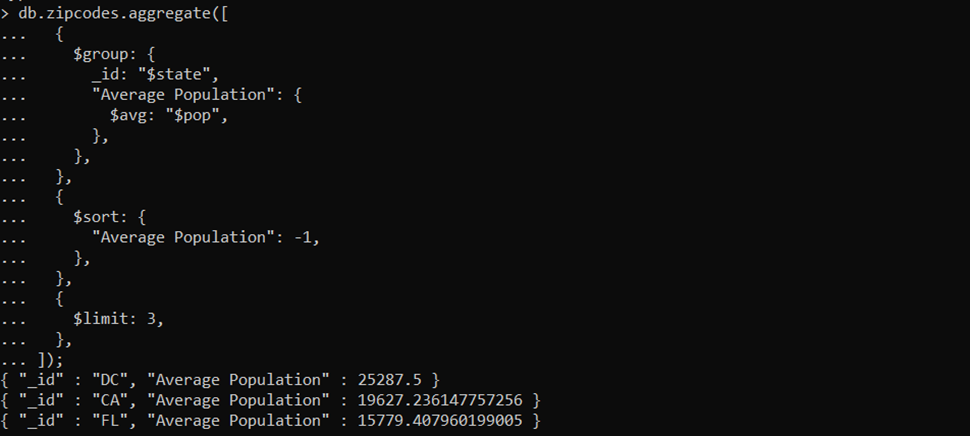 > db.zipcodes.aggregate([
...   {
...     $group: {
...       _id: "$state",
...       "Average Population": {
...         $avg: "$pop",
...       },
...     },
...   },
...   {
...     $sort: {
...       "Average Population": -1,
...     },
...   },
...   {
...     $limit: 3,
...   },
... ]);
{ "_id" : "DC", "Average Population" : 25287.5 }
{ "_id" : "CA", "Average Population" : 19627.236147757256 }
{ "_id" : "FL", "Average Population" : 15779.407960199005 }